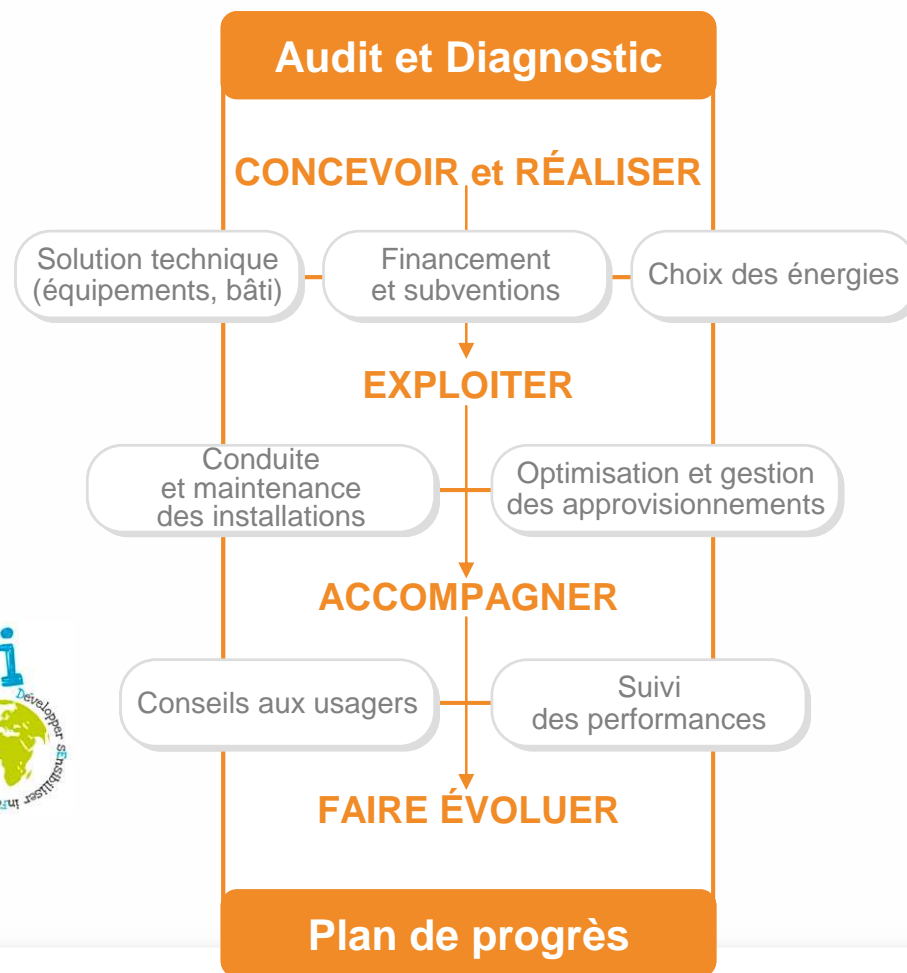 Audit et Diagnostic
CONCEVOIR et RÉALISER
Solution technique
(équipements, bâti)
Financement
et subventions
Choix des énergies
EXPLOITER
Conduite
et maintenance
des installations
Optimisation et gestion
des approvisionnements
ACCOMPAGNER
Conseils aux usagers
Suivi
des performances
i
Développer sEnsibiliser
FAIRE ÉVOLUER
Plan de progrès